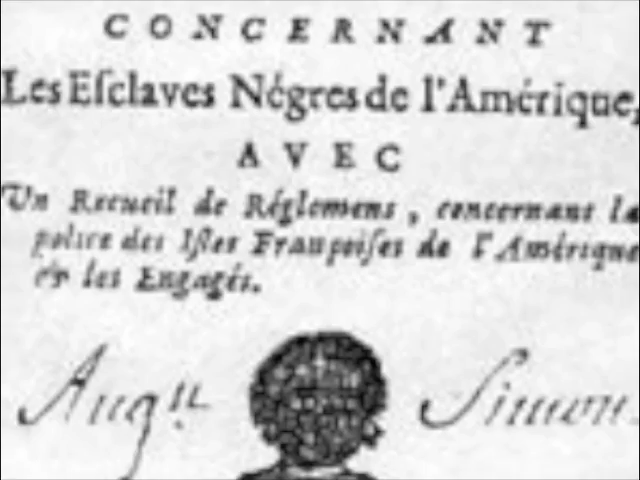 CONCERNANT
Les Eſclaves Négres de l'Amérique,
AVEC
Un Recueil de Réglemens, concernant la
police des Iſles Françoiſes de l'Amérique
& les Engagés.
Aug.n Simon